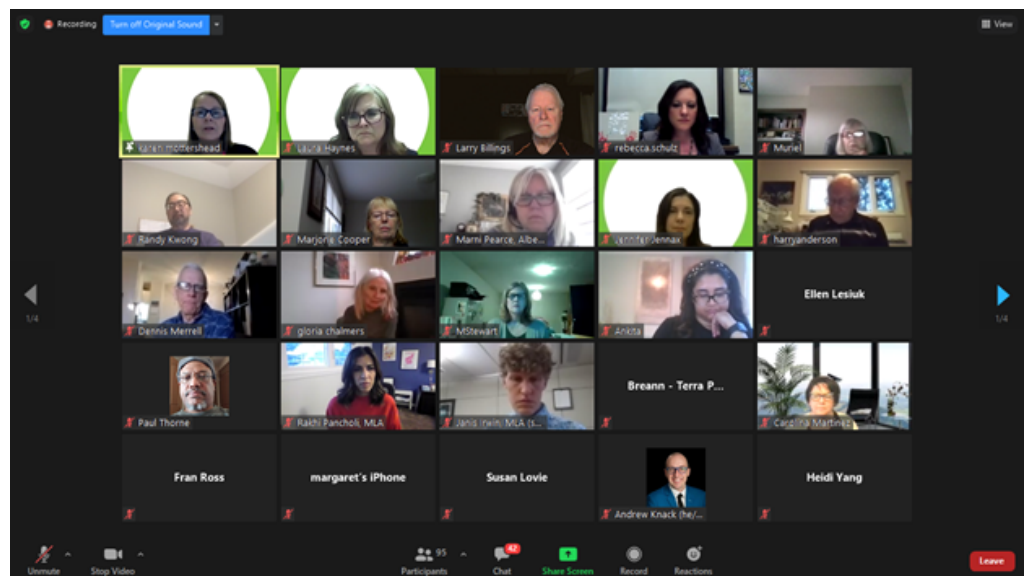 Recording
Turn off Original Sound
View
karen mottershead
Laura Haynes
Larry Billings
rebecca.schulz
Muriel
Randy Kwong
Marjorie Cooper
Marni Pearce, Albe...
Jennifer Jennax
harryanderson
Dennis Merrell
gloria chalmers
MStewart
Ankita
Ellen Lesiuk
1/4
1/4
Paul Thorne
Rakhi Pancholi, MLA
Janis Irwin, MLA (s...
Breann - Terra P...
Carolina Martinez
Fran Ross
margaret's iPhone
Susan Lovie
Andrew Knack (he/...
Heidi Yang
Unmute
Stop Video
95
Participants
42
Chat
Share Screen
Record
Reactions
Leave